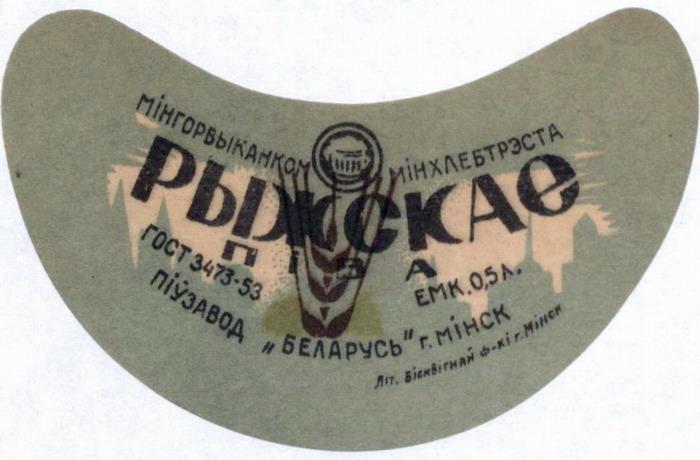 МІНГОРВЫКАНКОМ МІНХЛЕБТРЭСТА
РЫЖСКАЕ
ПІВА
ГОСТ 3473-53 ЕМК. 0,5 Л.
ПІЎЗАВОД „БЕЛАРУСЬ" г. МІНСК
Літ. Бісквітнай ф-кі г. Мінск